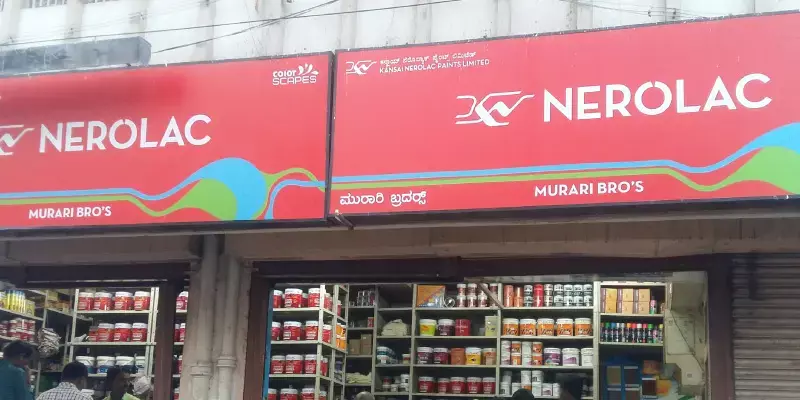 COLOR
SCAPES
NEROLAC
MURARI BRO'S
ಕನ್ಸಾಯ್ ನೆರೊಲ್ಯಾಕ್ ಪೈಂಟ್ಸ್ ಲಿಮಿಟೆಡ್
KANSAI NEROLAC PAINTS LIMITED
NEROLAC
ಮುರಾರಿ ಬ್ರದರ್ಸ್
MURARI BRO'S